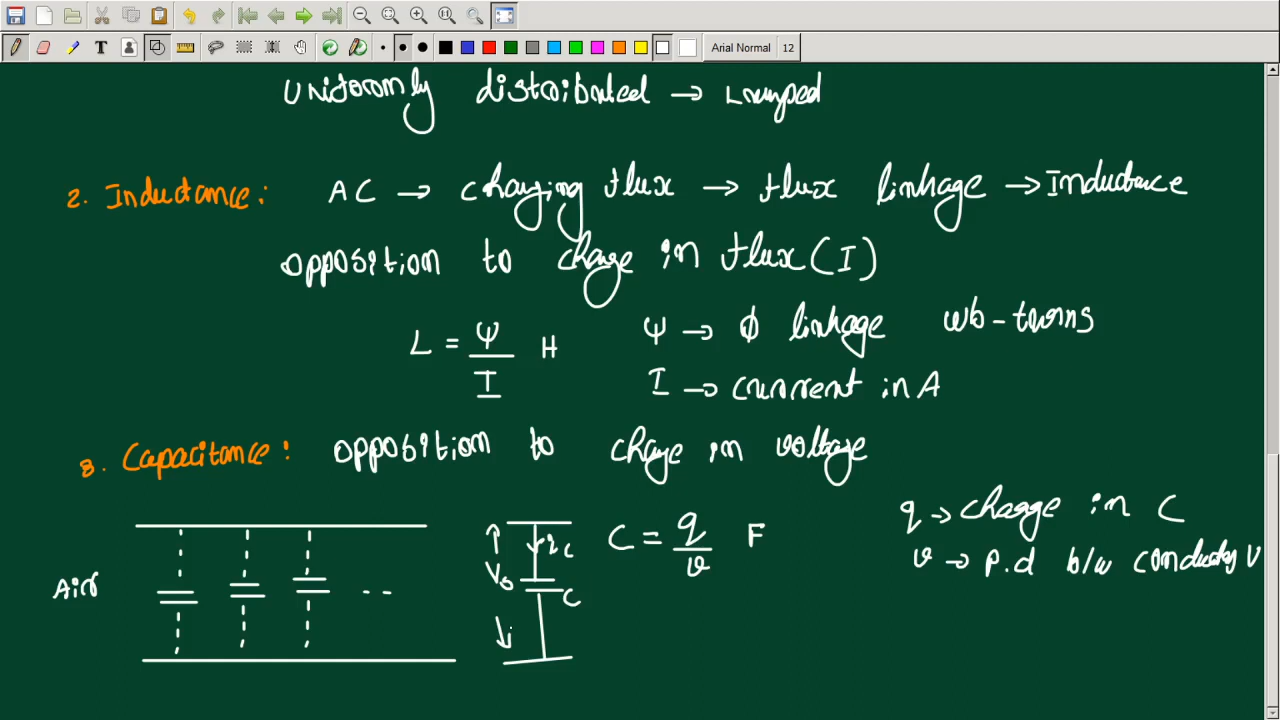 Arial Normal 12
Uniformly distributed → Lumped
2. Inductance: AC → changing flux → flux linkage → Inductance
opposition to change in flux (I)
L = Ψ / I H
Ψ → ϕ linkage wb-turns
I → current in A
3. Capacitance: opposition to change in voltage
C = q / v F
q → charge in C
v → p.d b/w conductors V
Air
C